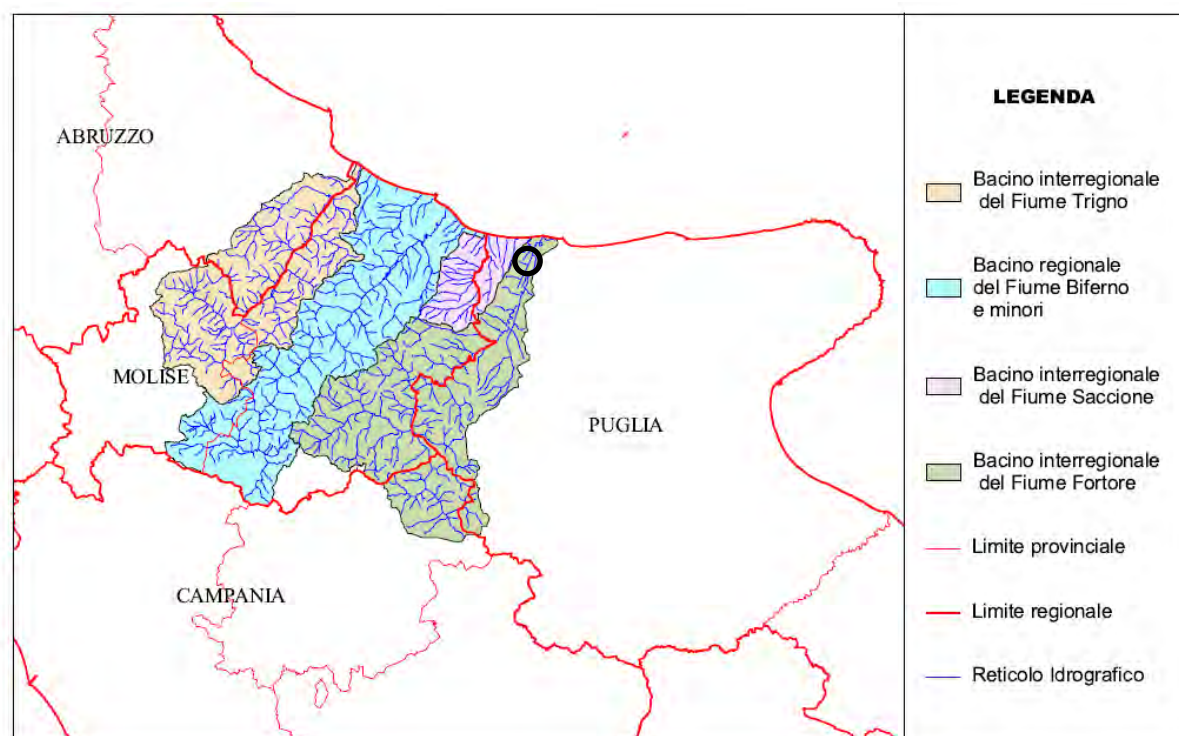 ABRUZZO
MOLISE
PUGLIA
CAMPANIA
LEGENDA
Bacino interregionale
del Fiume Trigno
Bacino regionale
del Fiume Biferno
e minori
Bacino interregionale
del Fiume Saccione
Bacino interregionale
del Fiume Fortore
Limite provinciale
Limite regionale
Reticolo Idrografico